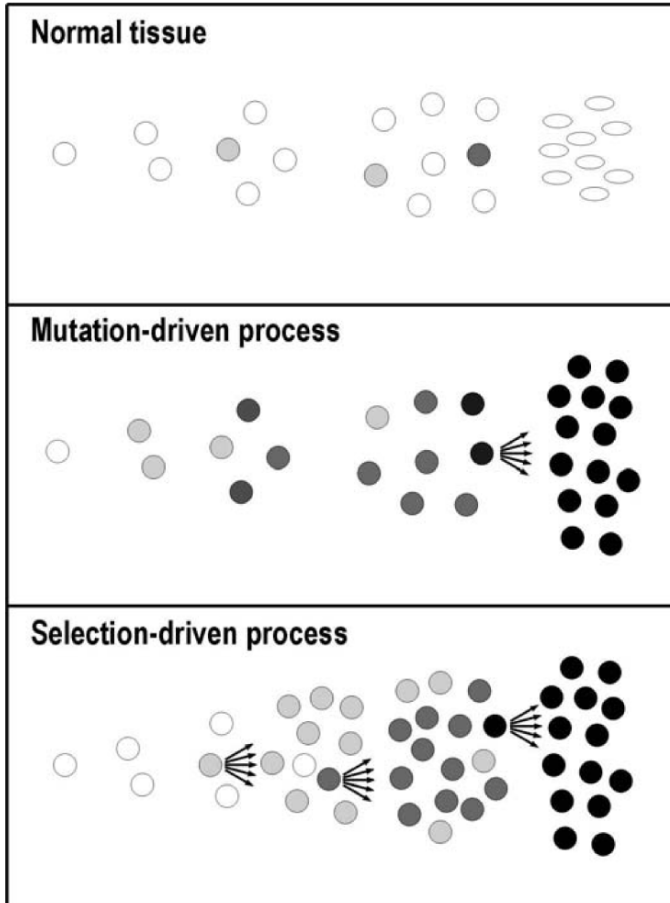 Normal tissue
Mutation-driven process
Selection-driven process